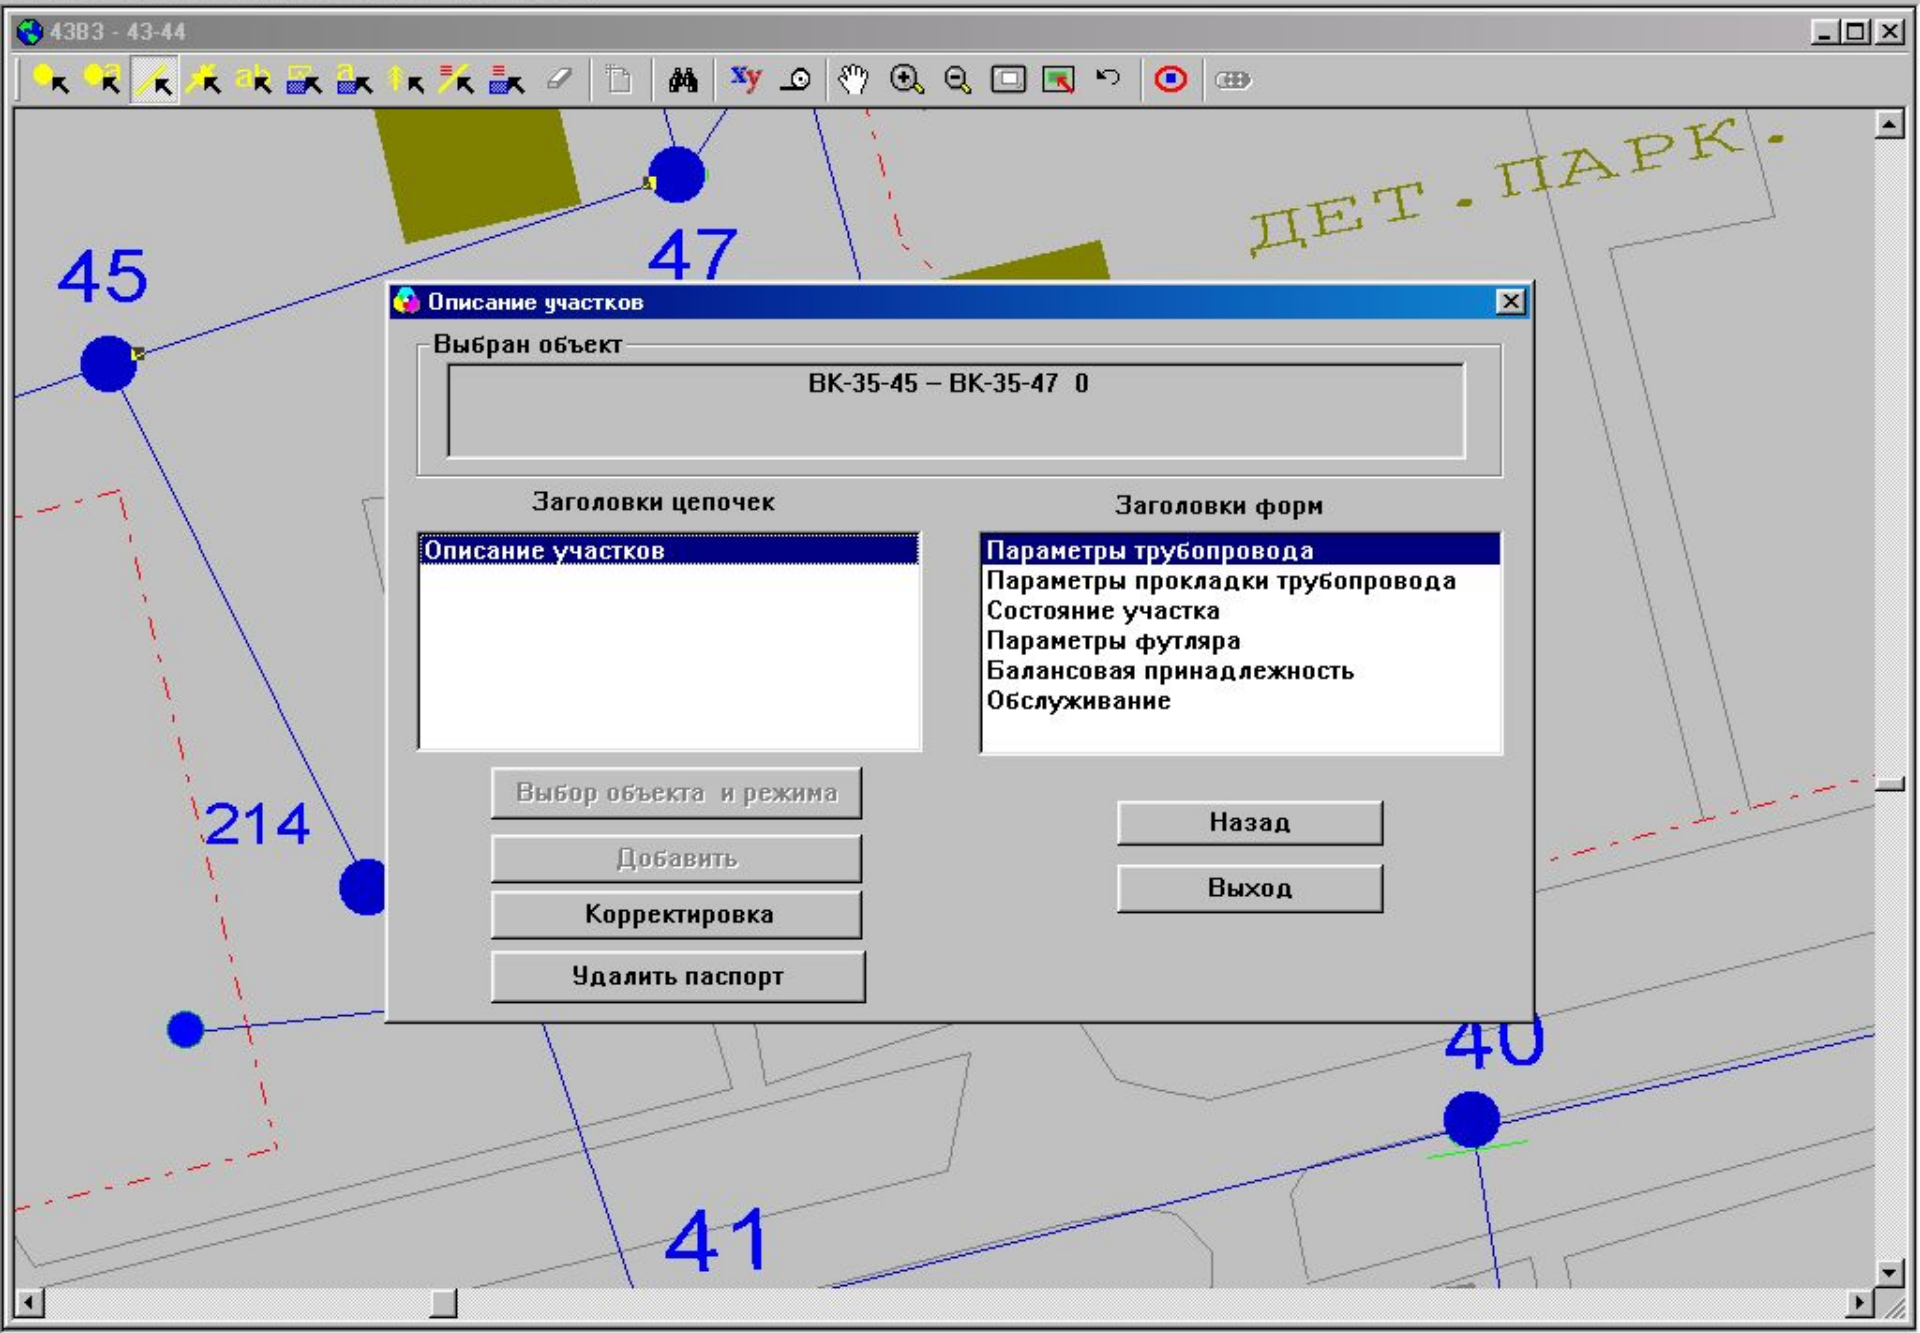 43В3 - 43-44
ДЕТ.ПАРК.
45
47
Описание участков
Выбран объект
ВК-35-45 – ВК-35-47 0
Заголовки цепочек
Заголовки форм
Описание участков
Параметры трубопровода
Параметры прокладки трубопровода
Состояние участка
Параметры футляра
Балансовая принадлежность
Обслуживание
Выбор объекта и режима
Добавить
Корректировка
Удалить паспорт
Назад
Выход
214
40
41